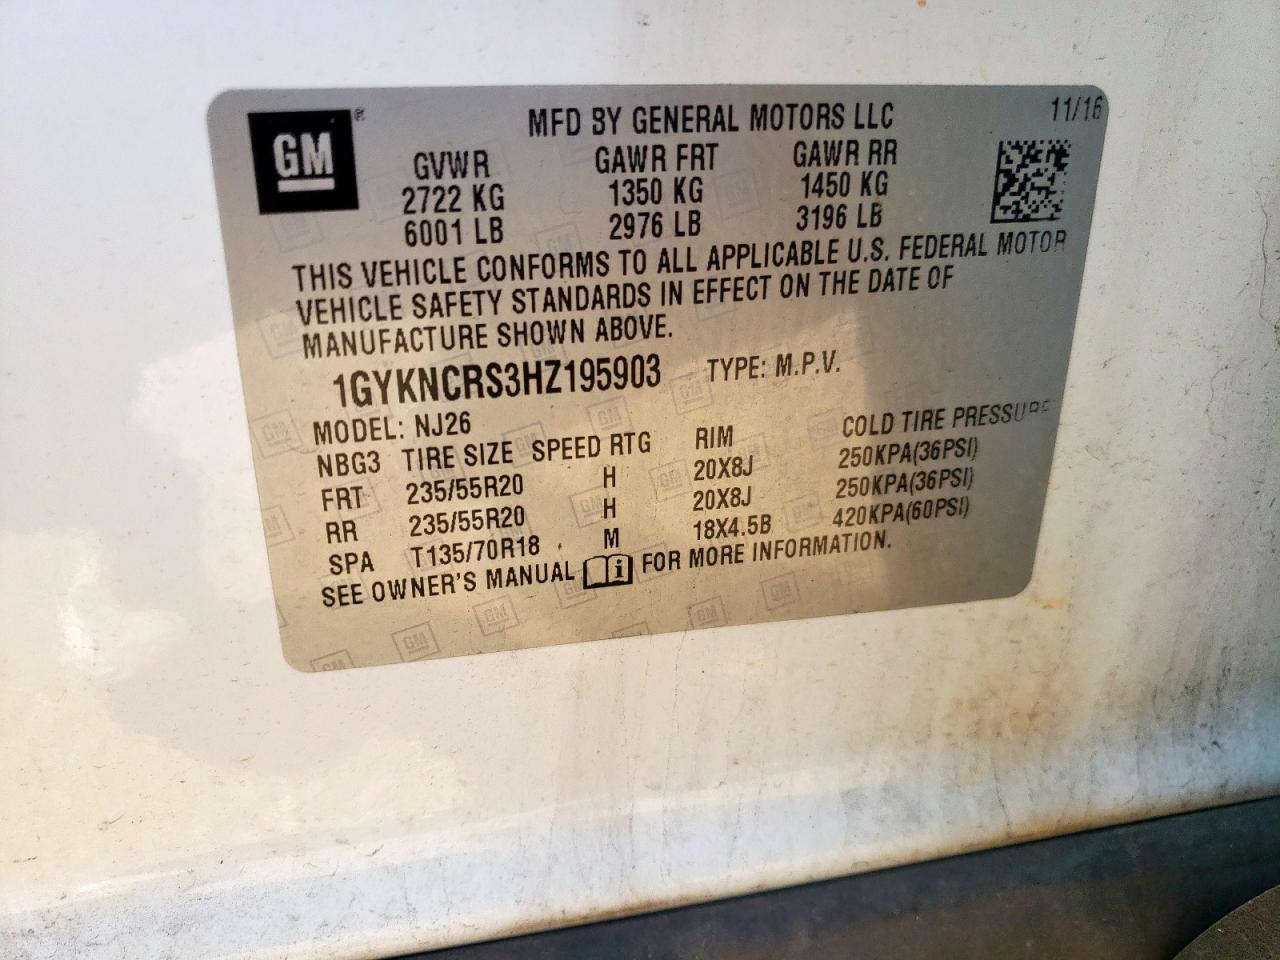 GM®
MFD BY GENERAL MOTORS LLC 11/16
GVWR GAWR FRT GAWR RR
2722 KG 1350 KG 1450 KG
6001 LB 2976 LB 3196 LB
THIS VEHICLE CONFORMS TO ALL APPLICABLE U.S. FEDERAL MOTOR
VEHICLE SAFETY STANDARDS IN EFFECT ON THE DATE OF
MANUFACTURE SHOWN ABOVE.
1GYKNCRS3HZ195903 TYPE: M.P.V.
MODEL: NJ26
NBG3 TIRE SIZE SPEED RTG RIM COLD TIRE PRESSURE
FRT 235/55R20 H 20X8J 250KPA(36PSI)
RR 235/55R20 H 20X8J 250KPA(36PSI)
SPA T135/70R18 M 18X4.5B 420KPA(60PSI)
SEE OWNER'S MANUAL i FOR MORE INFORMATION.